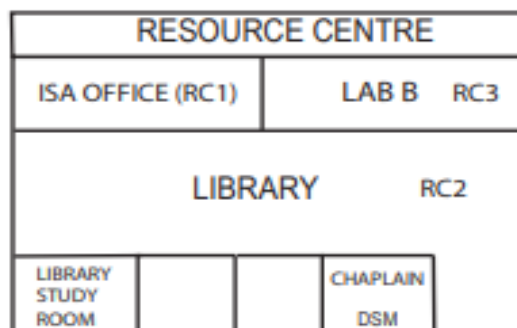 RESOURCE CENTRE
ISA OFFICE (RC1)
LAB B RC3
LIBRARY RC2
LIBRARY
STUDY
ROOM
CHAPLAIN
DSM